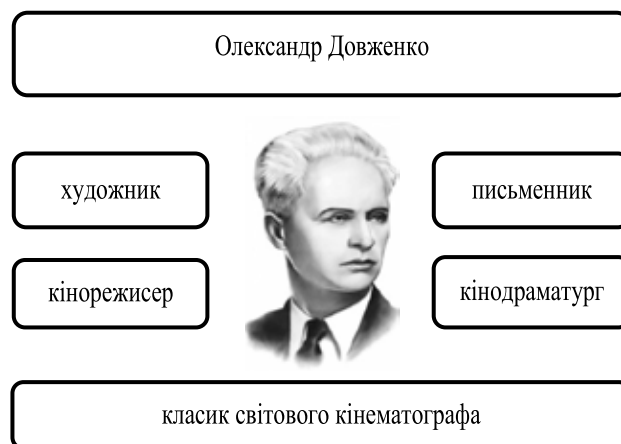 Олександр Довженко
художник
письменник
кінорежисер
кінодраматург
класик світового кінематографа